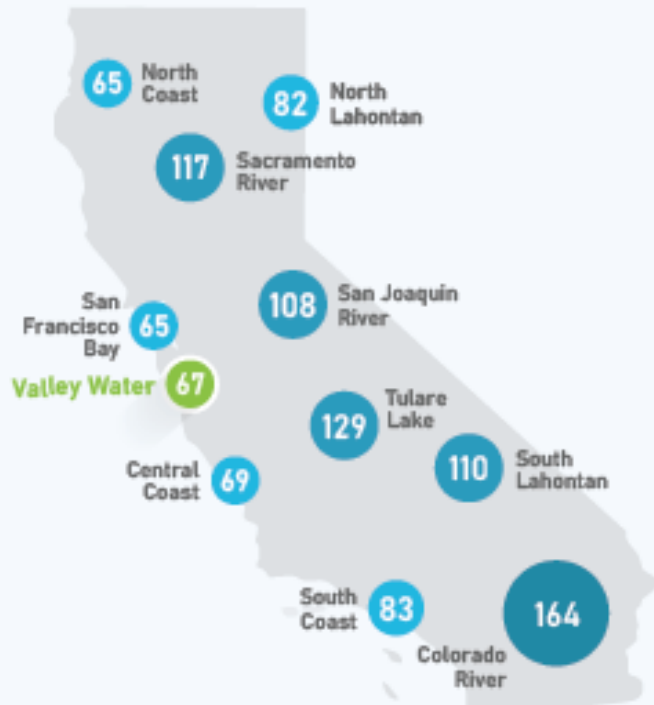 65
North
Coast
82
North
Lahontan
117
Sacramento
River
San
Francisco
Bay
65
108
San Joaquin
River
Valley Water
67
129
Tulare
Lake
Central
Coast
69
110
South
Lahontan
South
Coast
83
164
Colorado
River